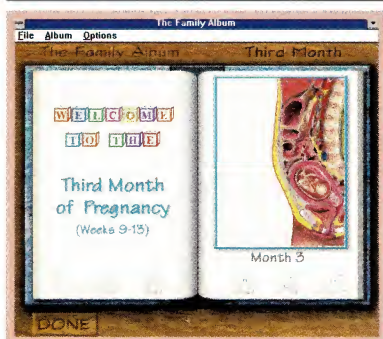 The Family Album
File Album Options
The Family Album
Third Month
WELCOME
TO THE
Third Month
of Pregnancy
(Weeks 9-13)
Month 3
DONE